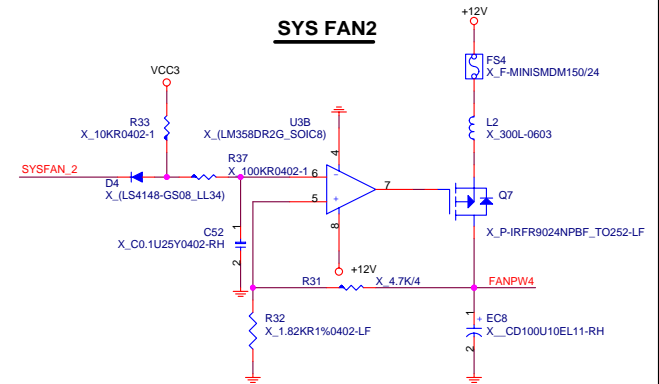 SYS FAN2
+12V
FS4
X_F-MINISMDM150/24
VCC3
R33
X_10KR0402-1
U3B
X_(LM358DR2G_SOIC8)
L2
X_300L-0603
4
SYSFAN_2
R37
X_100KR0402-1
6
-
7
D4
X_(LS4148-GS08_LL34)
5
+
Q7
8
C52
1
X_C0.1U25Y0402-RH
2
X_P-IRFR9024NPBF_TO252-LF
+12V
R31
X_4.7K/4
FANPW4
R32
X_1.82KR1%0402-LF
1
+
EC8
X__CD100U10EL11-RH
2